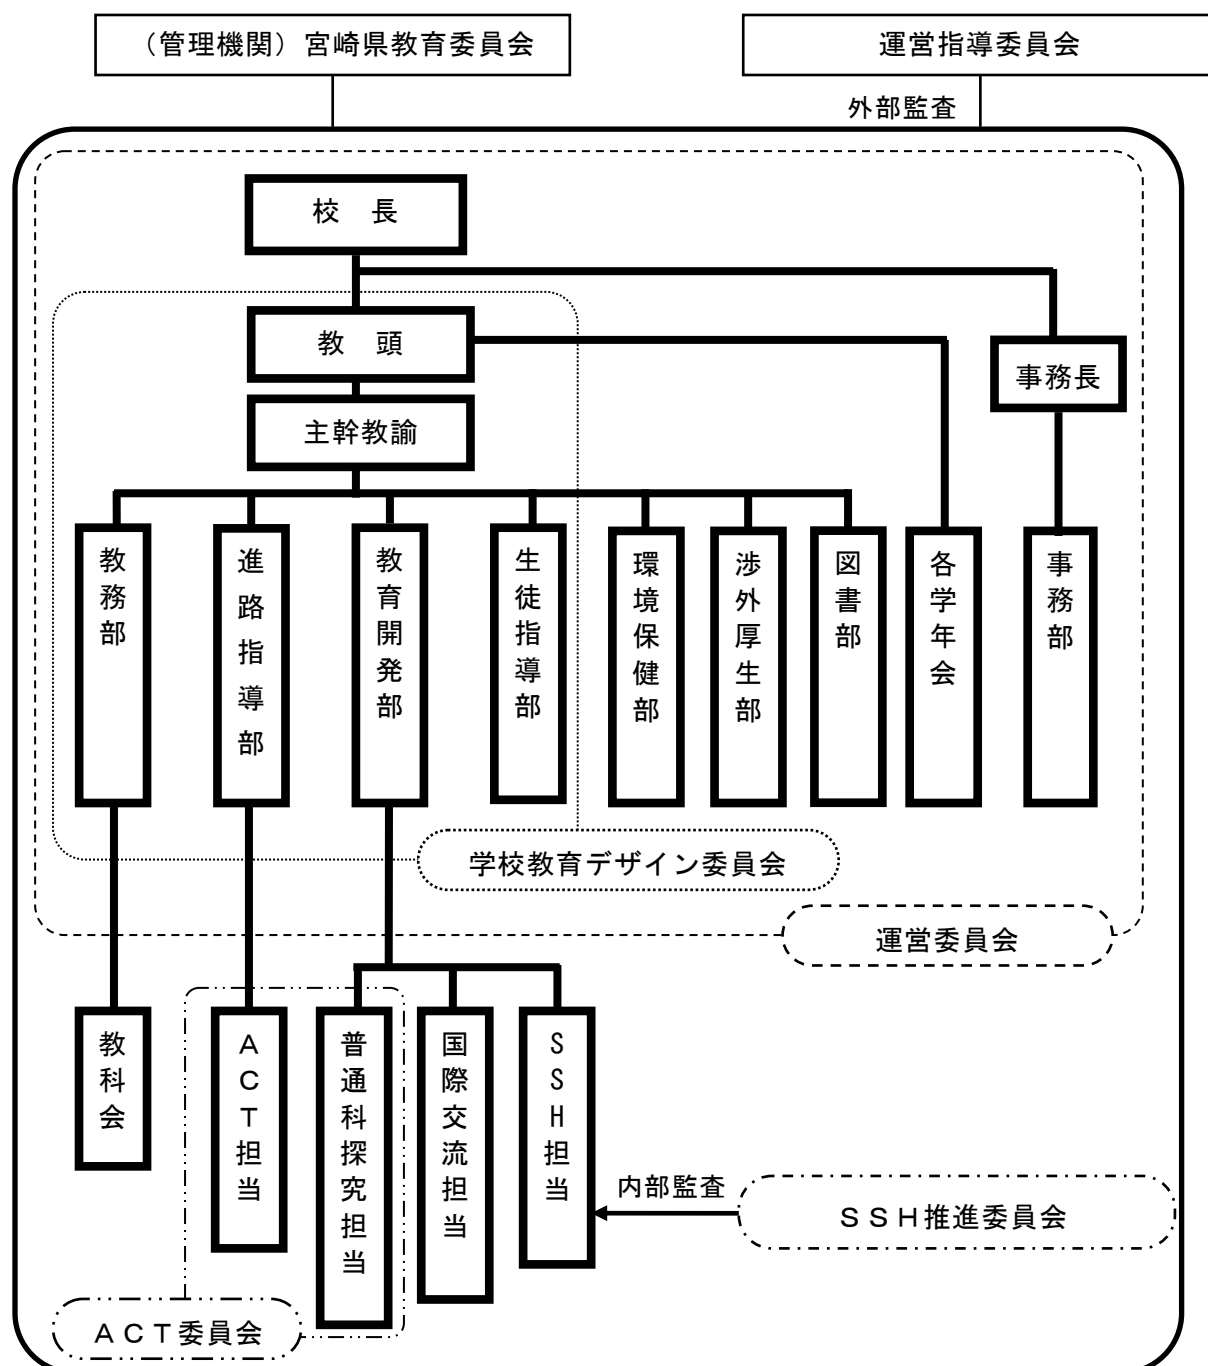 （管理機関）宮崎県教育委員会
運営指導委員会
外部監査
校　長
教　頭
事務長
主幹教諭
教務部
進路指導部
教育開発部
生徒指導部
環境保健部
渉外厚生部
図書部
各学年会
事務部
学校教育デザイン委員会
運営委員会
教科会
ＡＣＴ担当
普通科探究担当
国際交流担当
SSH担当
内部監査
ＳＳＨ推進委員会
ＡＣＴ委員会